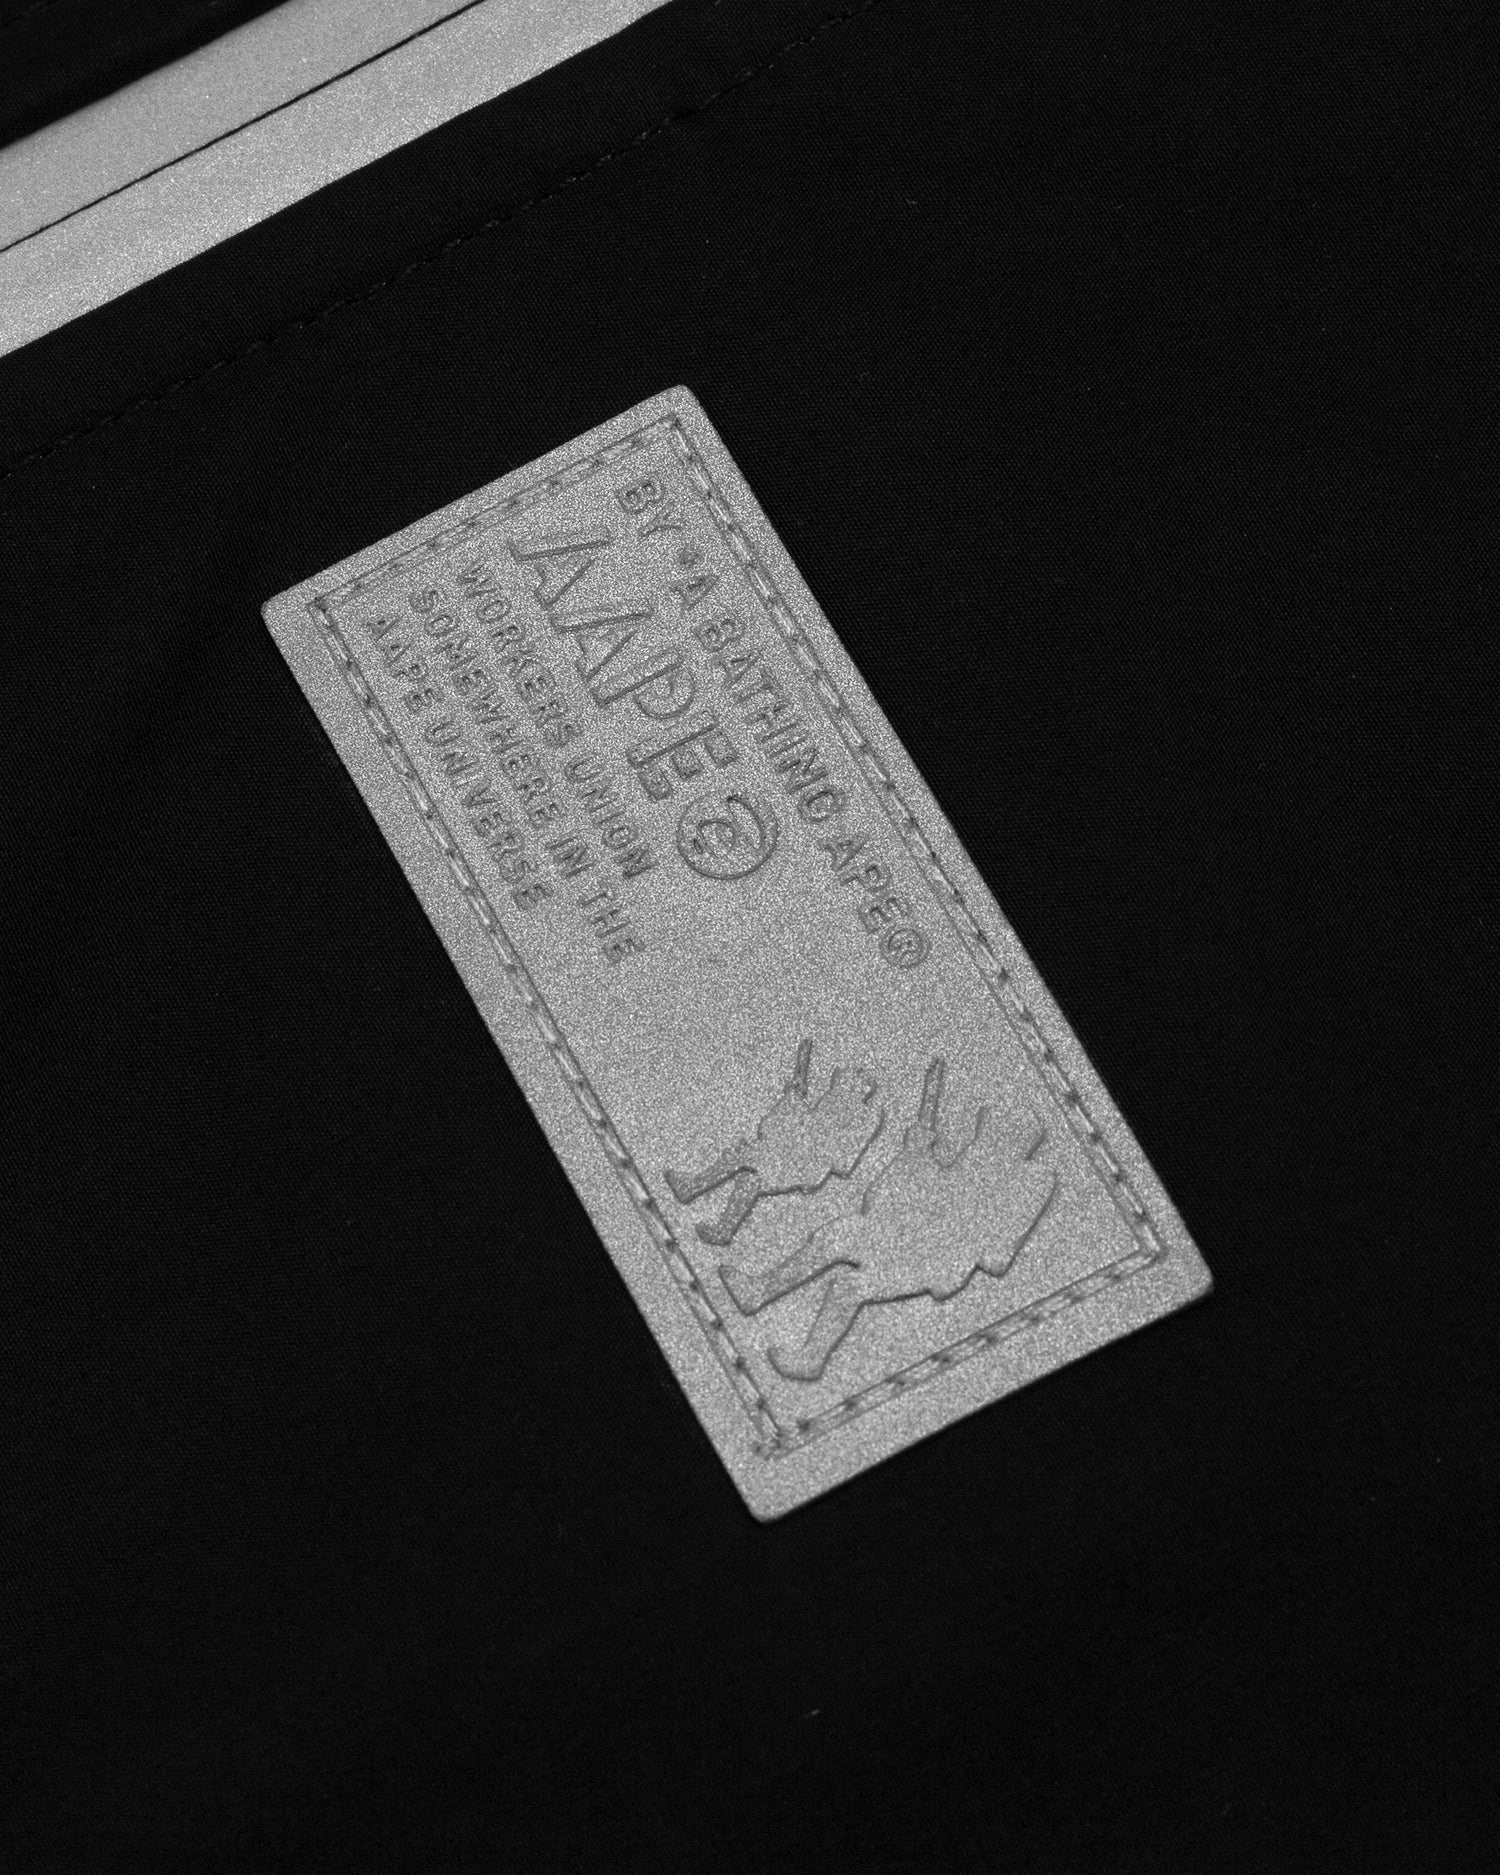 BY *A BATHING APE®
AAPE
WORKERS UNION
SOMEWHERE IN THE
AAPE UNIVERSE